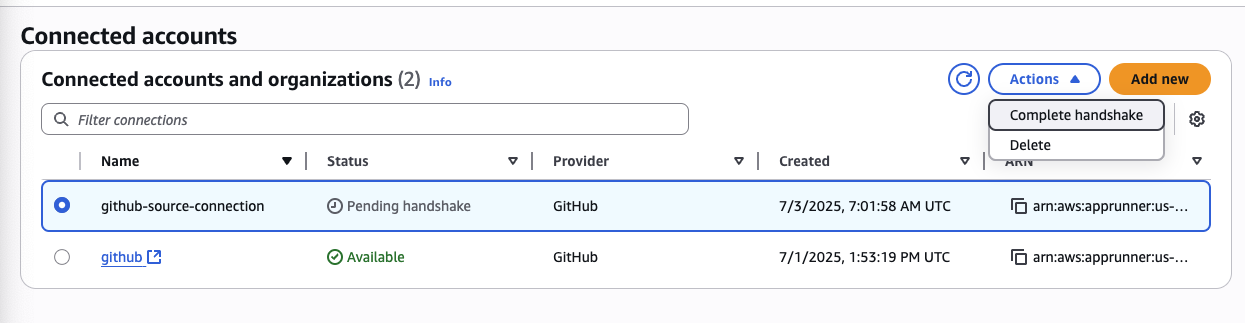 Connected accounts
Connected accounts and organizations (2) Info
Actions
Add new
Filter connections
Complete handshake
Delete
Name Status Provider Created ARN
github-source-connection Pending handshake GitHub 7/3/2025, 7:01:58 AM UTC arn:aws:apprunner:us-...
github Available GitHub 7/1/2025, 1:53:19 PM UTC arn:aws:apprunner:us-...